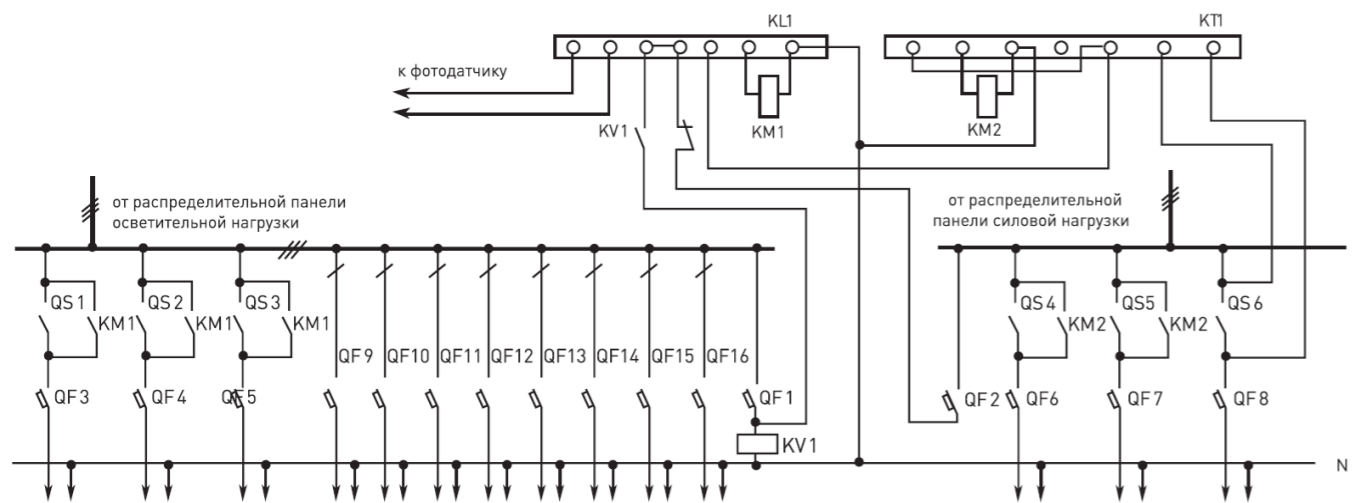 KL1
KT1
к фотодатчику
KV1
KM1
KM2
от распределительной панели
осветительной нагрузки
от распределительной
панели силовой нагрузки
QS1
QS2
QS3
QS4
QS5
QS6
KM1
KM1
KM1
KM2
KM2
QF9
QF10
QF11
QF12
QF13
QF14
QF15
QF16
QF3
QF4
QF5
QF1
QF2
QF6
QF7
QF8
KV1
N